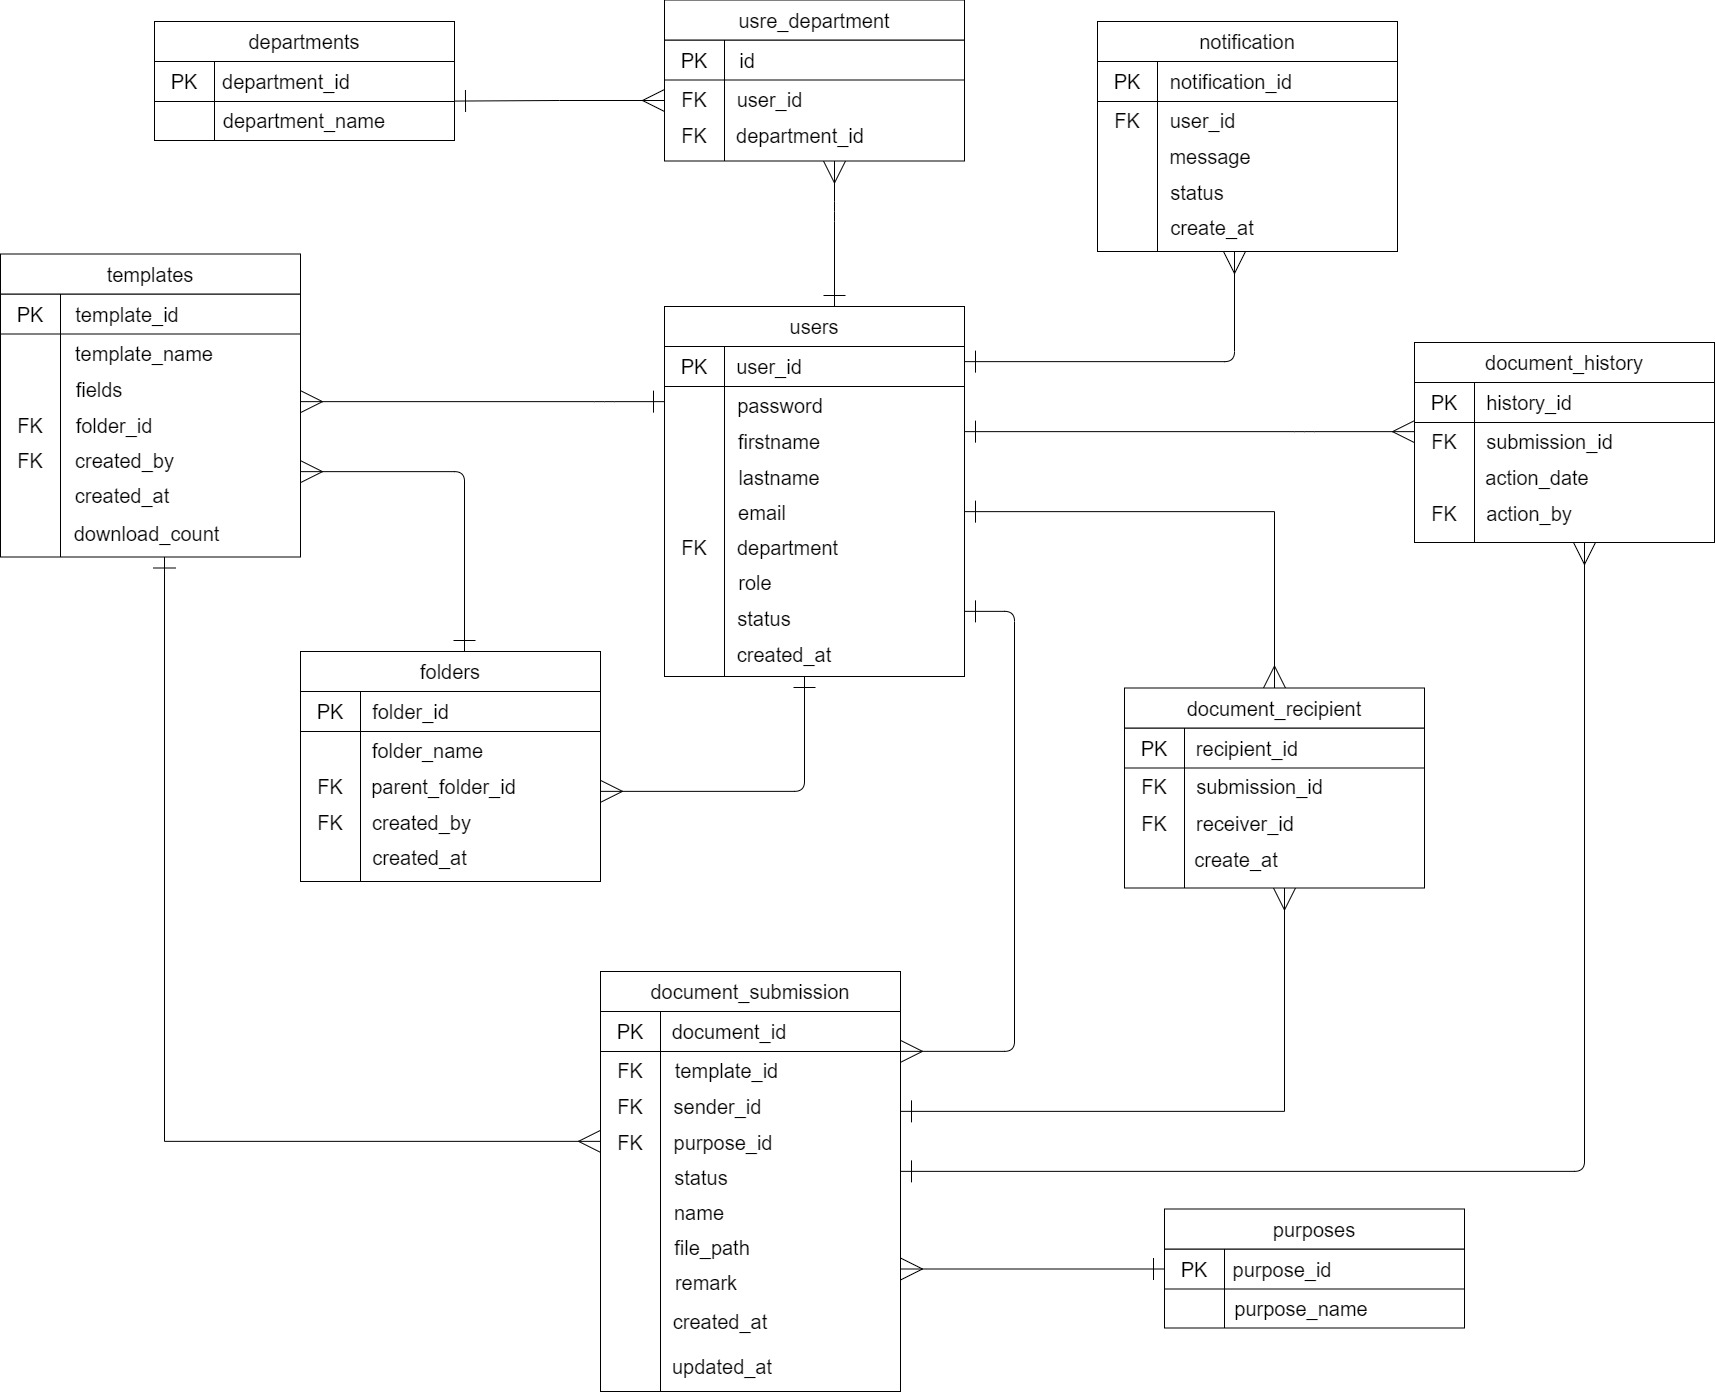 departments
PK department_id
department_name
usre_department
PK id
FK user_id
FK department_id
notification
PK notification_id
FK user_id
message
status
create_at
templates
PK template_id
template_name
fields
FK folder_id
FK created_by
created_at
download_count
users
PK user_id
password
firstname
lastname
email
FK department
role
status
created_at
document_history
PK history_id
FK submission_id
action_date
FK action_by
folders
PK folder_id
folder_name
FK parent_folder_id
FK created_by
created_at
document_recipient
PK recipient_id
FK submission_id
FK receiver_id
create_at
document_submission
PK document_id
FK template_id
FK sender_id
FK purpose_id
status
name
file_path
remark
created_at
updated_at
purposes
PK purpose_id
purpose_name